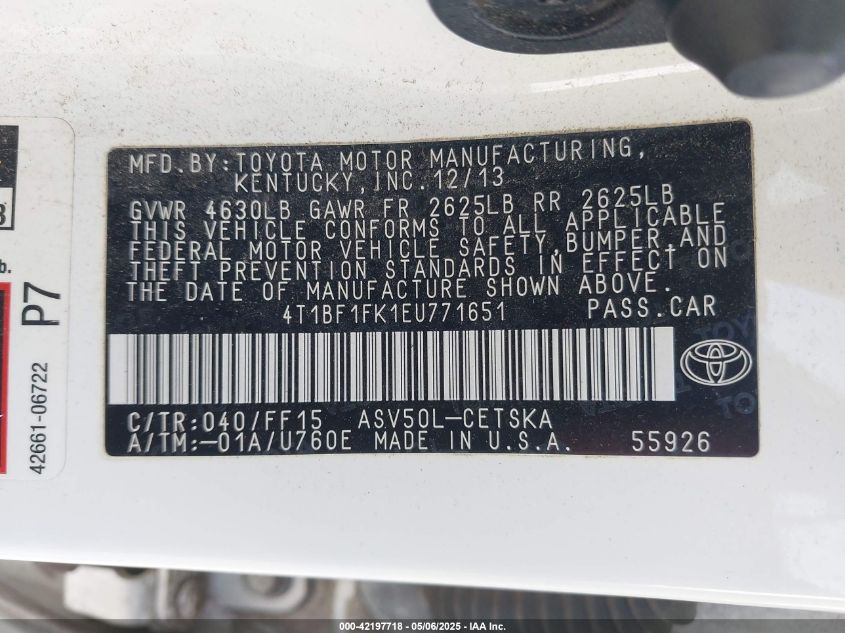 MFD.BY:TOYOTA MOTOR MANUFACTURING,
KENTUCKY,INC.12/13
GVWR 4630LB GAWR FR 2625LB RR 2625LB
THIS VEHICLE CONFORMS TO ALL APPLICABLE
FEDERAL MOTOR VEHICLE SAFETY,BUMPER,AND
THEFT PREVENTION STANDARDS IN EFFECT ON
THE DATE OF MANUFACTURE SHOWN ABOVE.
4T1BF1FK1EU771651 PASS.CAR
C/TR:040/FF15 ASV50L-CETSKA
A/TM:-01A/U760E MADE IN U.S.A. 55926
b.
P7
42661-06722
000-42197718 - 05/06/2025 - IAA Inc.